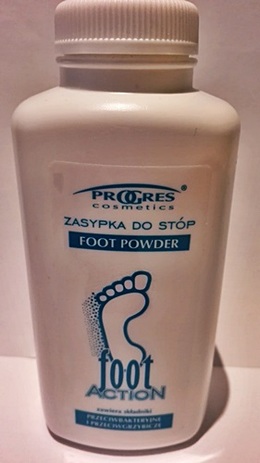 PROGRES®
cosmetics
ZASYPKA DO STÓP
FOOT POWDER
foot
ACTION
zawiera składniki
PRZECIWBAKTERYJNE
I PRZECIWGRZYBICZE